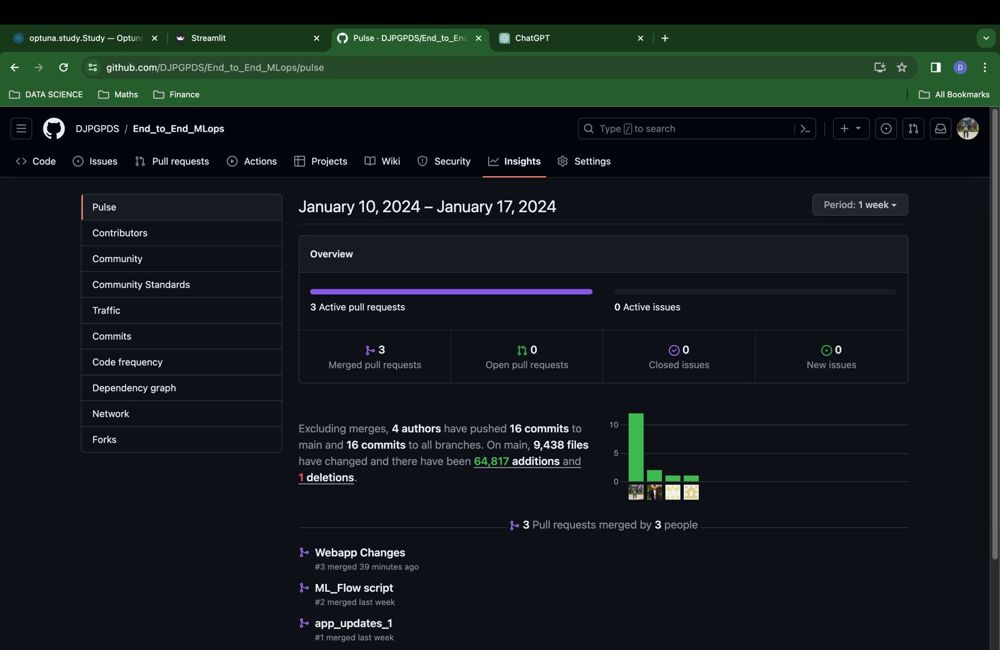 optuna.study.Study — Optuna
Streamlit
Pulse · DJPGPDS/End_to_End
ChatGPT
github.com/DJPGPDS/End_to_End_MLops/pulse
D
DATA SCIENCE
Maths
Finance
All Bookmarks
DJPGPDS / End_to_End_MLops
Type / to search
Code
Issues
Pull requests
Actions
Projects
Wiki
Security
Insights
Settings
Pulse
Contributors
Community
Community Standards
Traffic
Commits
Code frequency
Dependency graph
Network
Forks
January 10, 2024 – January 17, 2024
Period: 1 week
Overview
3 Active pull requests
0 Active issues
3
Merged pull requests
0
Open pull requests
0
Closed issues
0
New issues
Excluding merges, 4 authors have pushed 16 commits to
main and 16 commits to all branches. On main, 9,438 files
have changed and there have been 64,817 additions and
1 deletions.
10
5
0
3 Pull requests merged by 3 people
Webapp Changes
#3 merged 39 minutes ago
ML_Flow script
#2 merged last week
app_updates_1
#1 merged last week